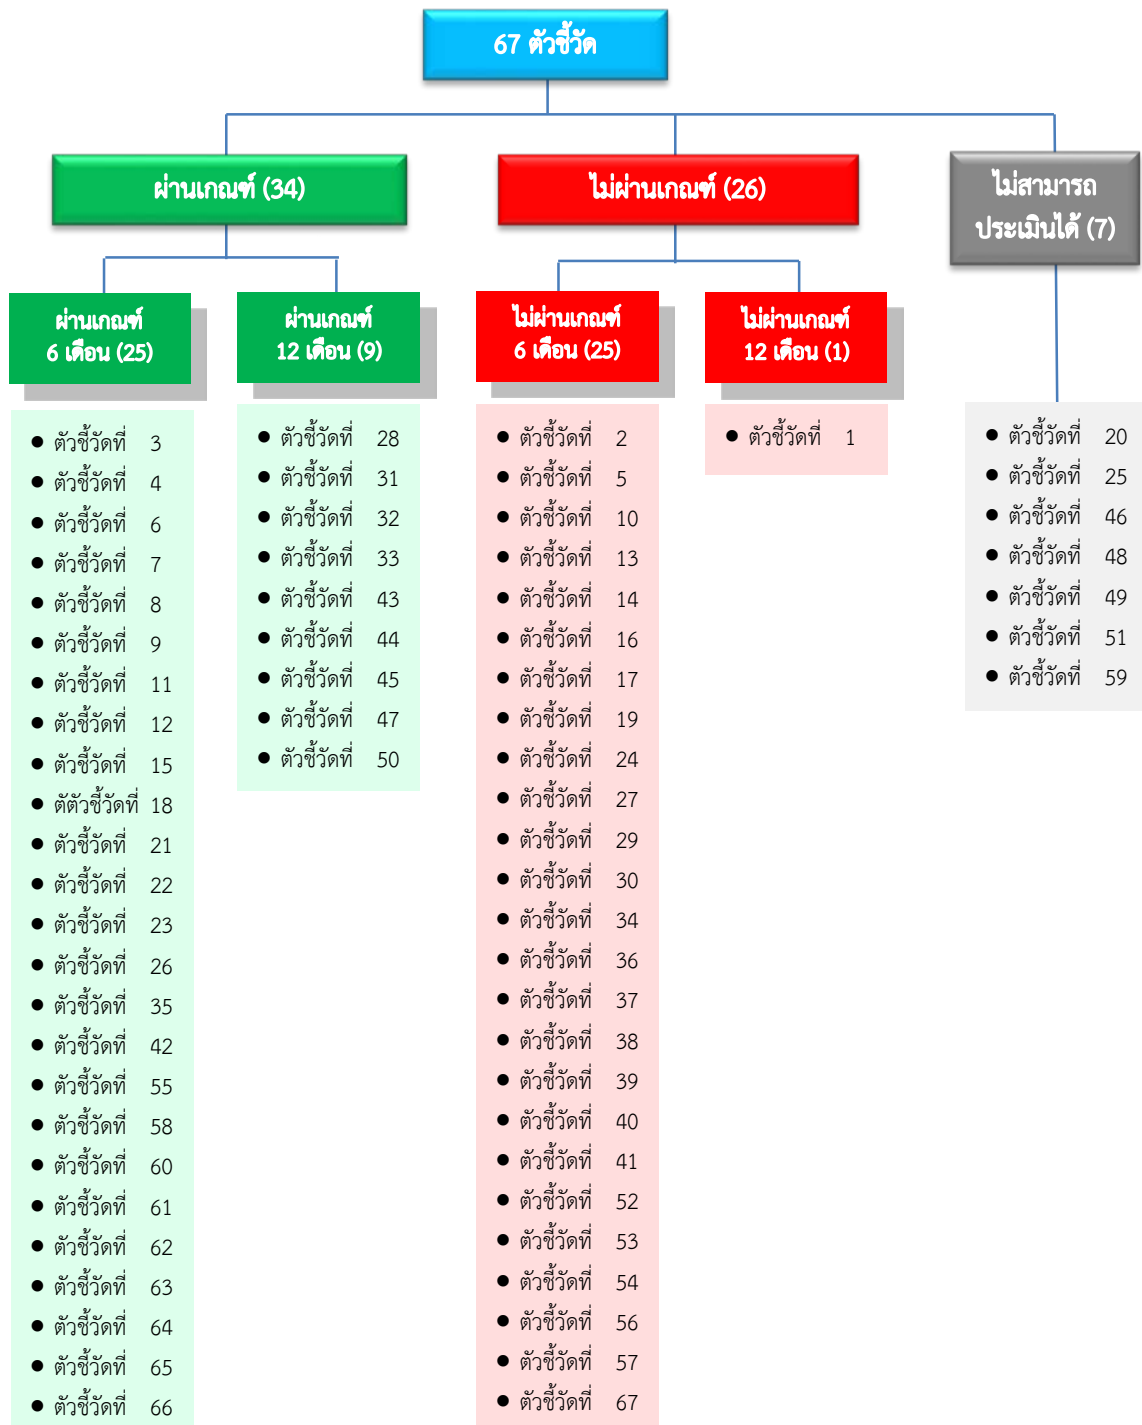 67 ตัวชี้วัด
ผ่านเกณฑ์ (34)
ไม่ผ่านเกณฑ์ (26)
ไม่สามารถ
ประเมินได้ (7)
ผ่านเกณฑ์
6 เดือน (25)
ผ่านเกณฑ์
12 เดือน (9)
ไม่ผ่านเกณฑ์
6 เดือน (25)
ไม่ผ่านเกณฑ์
12 เดือน (1)
● ตัวชี้วัดที่ 3
● ตัวชี้วัดที่ 4
● ตัวชี้วัดที่ 6
● ตัวชี้วัดที่ 7
● ตัวชี้วัดที่ 8
● ตัวชี้วัดที่ 9
● ตัวชี้วัดที่ 11
● ตัวชี้วัดที่ 12
● ตัวชี้วัดที่ 15
● ตัตัวชี้วัดที่ 18
● ตัวชี้วัดที่ 21
● ตัวชี้วัดที่ 22
● ตัวชี้วัดที่ 23
● ตัวชี้วัดที่ 26
● ตัวชี้วัดที่ 35
● ตัวชี้วัดที่ 42
● ตัวชี้วัดที่ 55
● ตัวชี้วัดที่ 58
● ตัวชี้วัดที่ 60
● ตัวชี้วัดที่ 61
● ตัวชี้วัดที่ 62
● ตัวชี้วัดที่ 63
● ตัวชี้วัดที่ 64
● ตัวชี้วัดที่ 65
● ตัวชี้วัดที่ 66
● ตัวชี้วัดที่ 28
● ตัวชี้วัดที่ 31
● ตัวชี้วัดที่ 32
● ตัวชี้วัดที่ 33
● ตัวชี้วัดที่ 43
● ตัวชี้วัดที่ 44
● ตัวชี้วัดที่ 45
● ตัวชี้วัดที่ 47
● ตัวชี้วัดที่ 50
● ตัวชี้วัดที่ 2
● ตัวชี้วัดที่ 5
● ตัวชี้วัดที่ 10
● ตัวชี้วัดที่ 13
● ตัวชี้วัดที่ 14
● ตัวชี้วัดที่ 16
● ตัวชี้วัดที่ 17
● ตัวชี้วัดที่ 19
● ตัวชี้วัดที่ 24
● ตัวชี้วัดที่ 27
● ตัวชี้วัดที่ 29
● ตัวชี้วัดที่ 30
● ตัวชี้วัดที่ 34
● ตัวชี้วัดที่ 36
● ตัวชี้วัดที่ 37
● ตัวชี้วัดที่ 38
● ตัวชี้วัดที่ 39
● ตัวชี้วัดที่ 40
● ตัวชี้วัดที่ 41
● ตัวชี้วัดที่ 52
● ตัวชี้วัดที่ 53
● ตัวชี้วัดที่ 54
● ตัวชี้วัดที่ 56
● ตัวชี้วัดที่ 57
● ตัวชี้วัดที่ 67
● ตัวชี้วัดที่ 1
● ตัวชี้วัดที่ 20
● ตัวชี้วัดที่ 25
● ตัวชี้วัดที่ 46
● ตัวชี้วัดที่ 48
● ตัวชี้วัดที่ 49
● ตัวชี้วัดที่ 51
● ตัวชี้วัดที่ 59